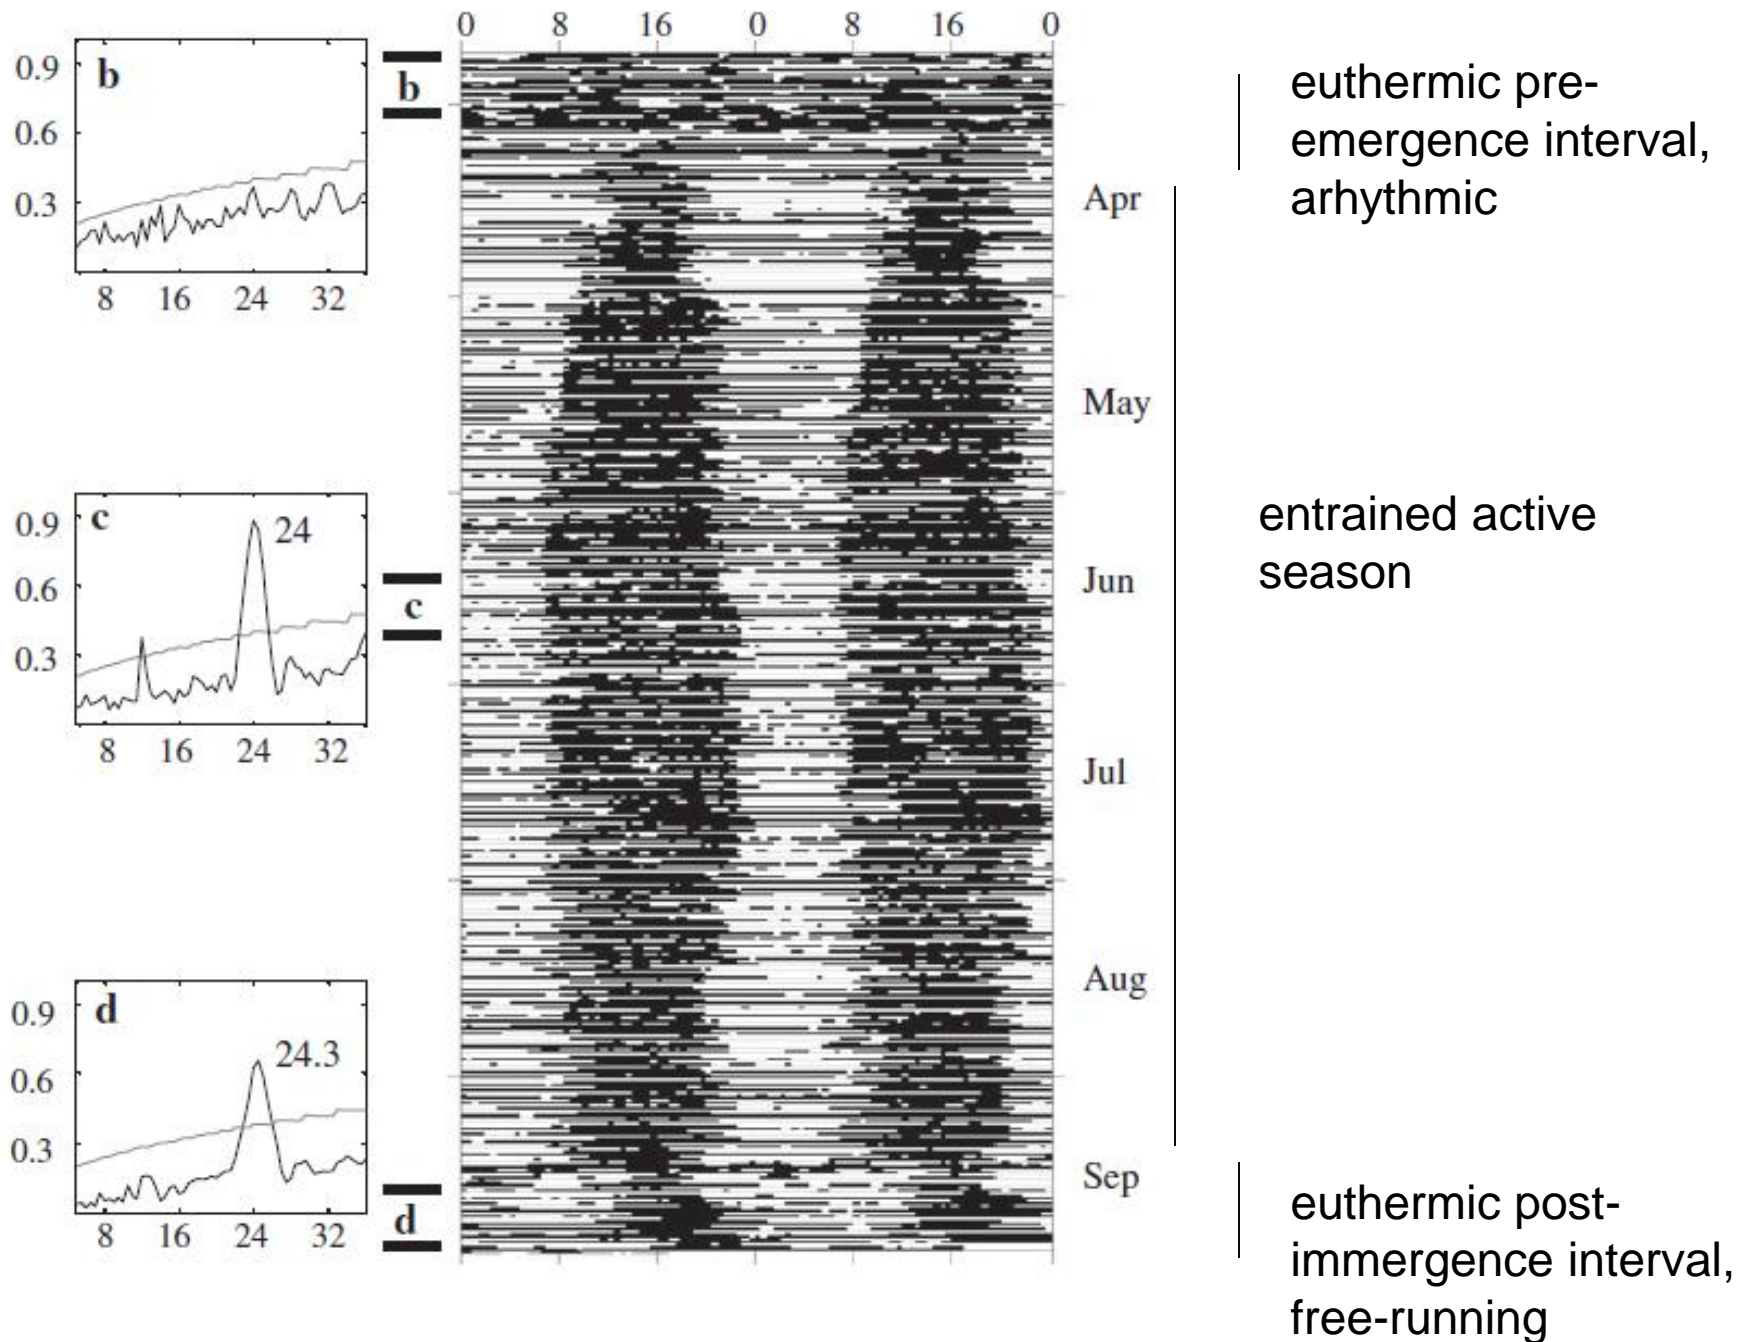 0 8 16 0 8 16 0
0.9 b
0.6
0.3
8 16 24 32
b
euthermic pre-
emergence interval,
arhythmic
Apr
May
0.9 c 24
0.6
0.3
8 16 24 32
c
entrained active
season
Jun
Jul
Aug
0.9 d
24.3
0.6
0.3
8 16 24 32
d
Sep
euthermic post-
immergence interval,
free-running